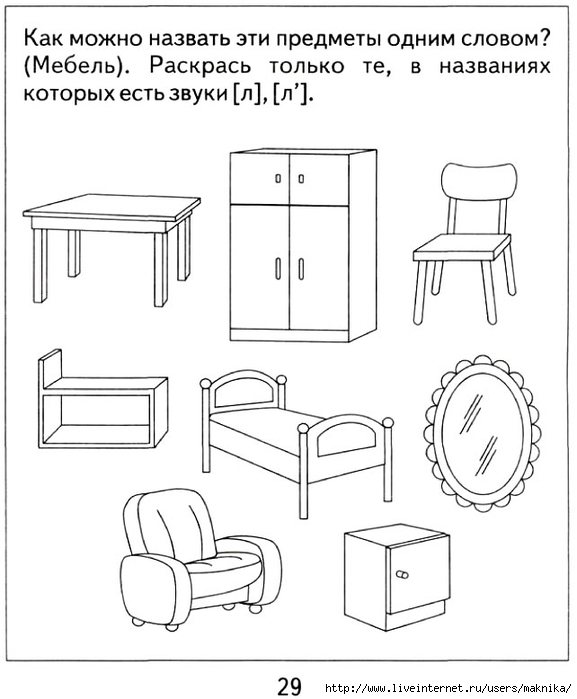 Как можно назвать эти предметы одним словом?
(Мебель). Раскрась только те, в названиях
которых есть звуки [л], [л’].
29
http://www.liveinternet.ru/users/maknika/